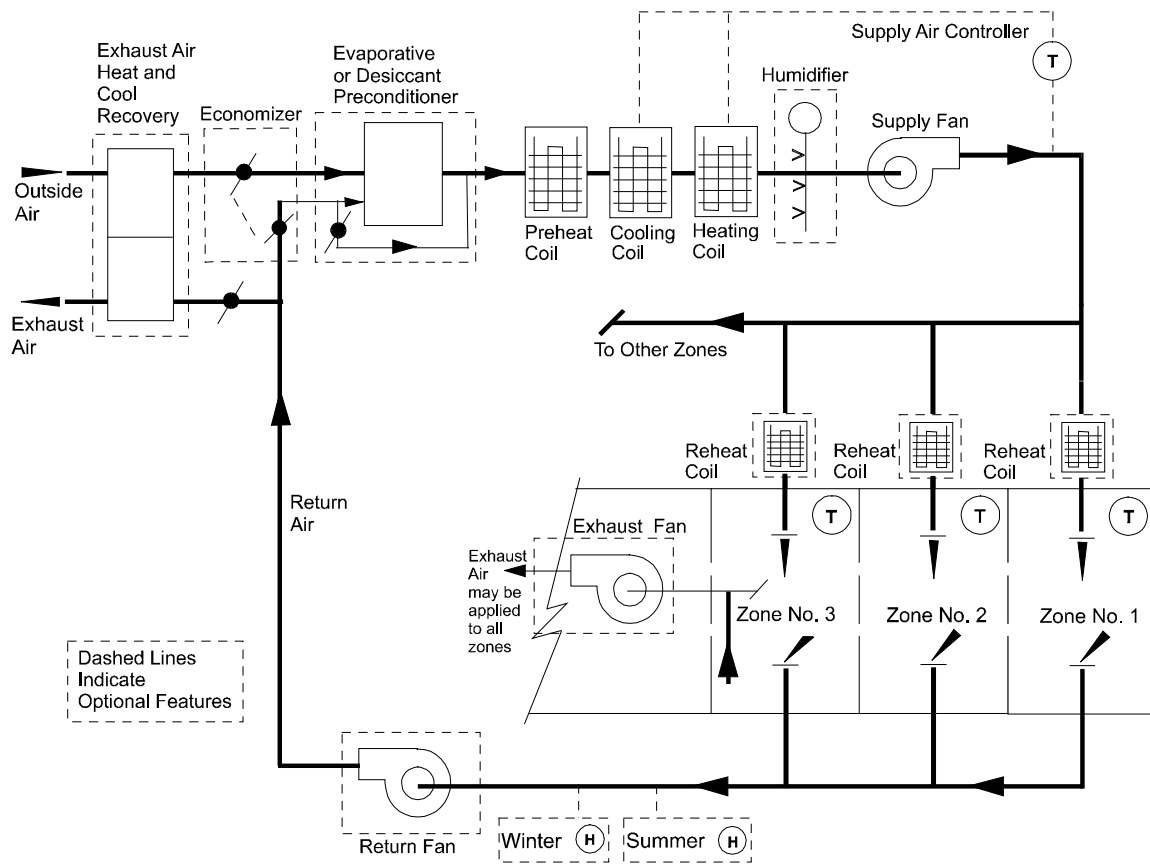 Exhaust Air
Heat and
Cool
Recovery
Economizer
Evaporative
or Desiccant
Preconditioner
Supply Air Controller
T
Humidifier
Supply Fan
Outside
Air
Exhaust
Air
Preheat
Coil
Cooling
Coil
Heating
Coil
To Other Zones
Reheat
Coil
Reheat
Coil
Reheat
Coil
Return
Air
T
T
T
Exhaust Fan
Exhaust
Air
may be
applied
to all
zones
Zone No. 3
Zone No. 2
Zone No. 1
Dashed Lines
Indicate
Optional Features
Return Fan
Winter H
Summer H